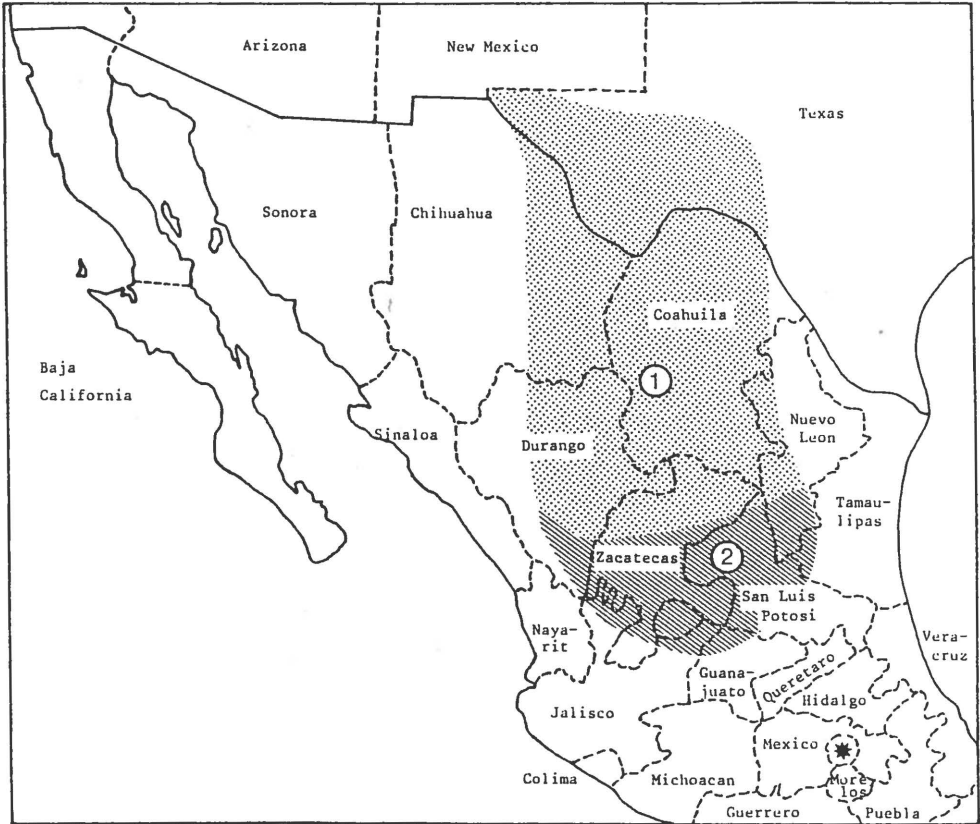 Arizona
New Mexico
Texas
Sonora
Chihuahua
Coahuila
Baja
California
1
Sinaloa
Durango
Nuevo
Leon
Tamau-
lipas
Zacatecas
2
San Luis
Potosi
Naya-
rit
Vera-
cruz
Guana-
juato
Queretaro
Hidalgo
Jalisco
Mexico
Colima
Michoacan
More
los
Guerrero
Puebla